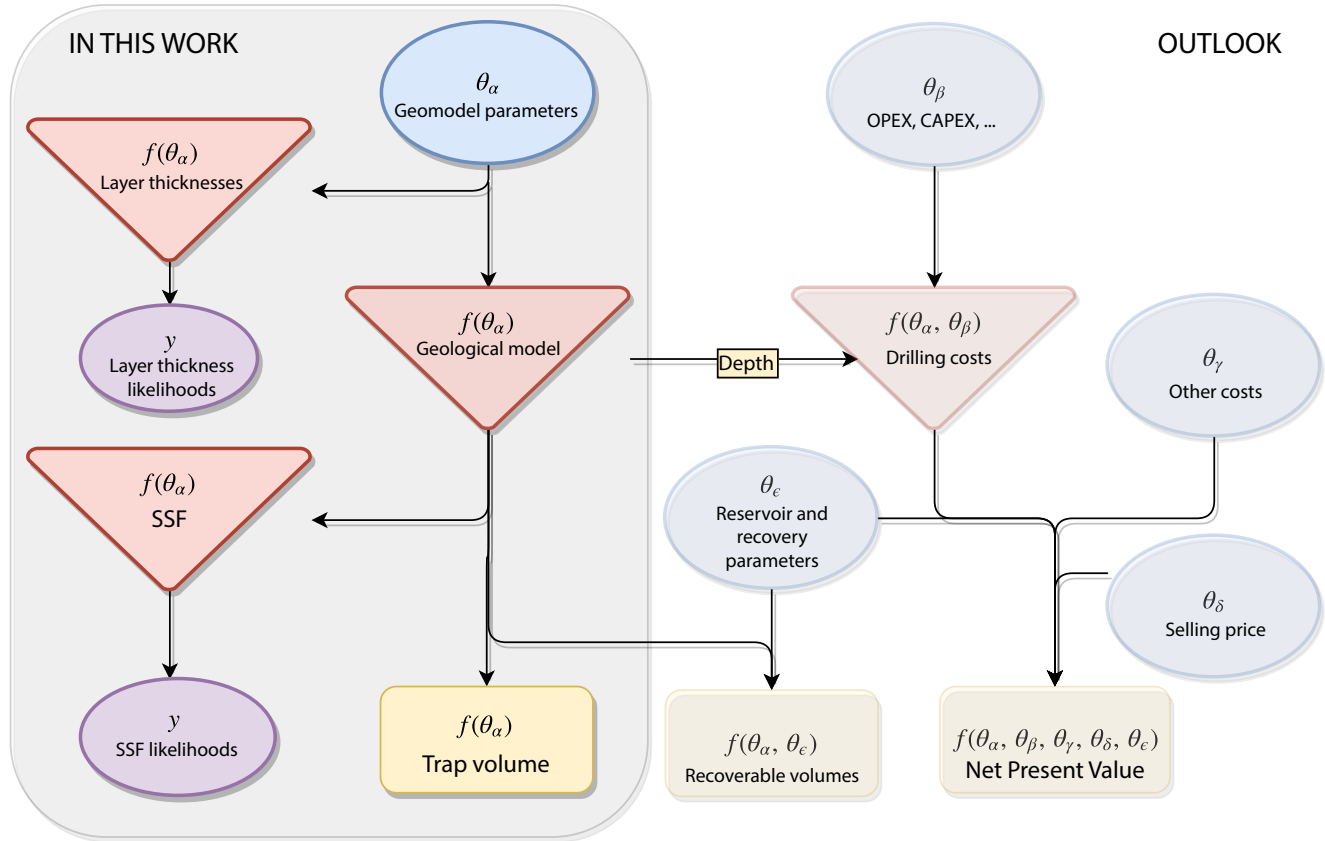 IN THIS WORK
OUTLOOK
θα
Geomodel parameters
θβ
OPEX, CAPEX, ...
f(θα)
Layer thicknesses
f(θα)
Geological model
Depth
f(θα, θβ)
Drilling costs
y
Layer thickness
likelihoods
θγ
Other costs
f(θα)
SSF
θϵ
Reservoir and
recovery
parameters
θδ
Selling price
y
SSF likelihoods
f(θα)
Trap volume
f(θα, θϵ)
Recoverable volumes
f(θα, θβ, θγ, θδ, θϵ)
Net Present Value